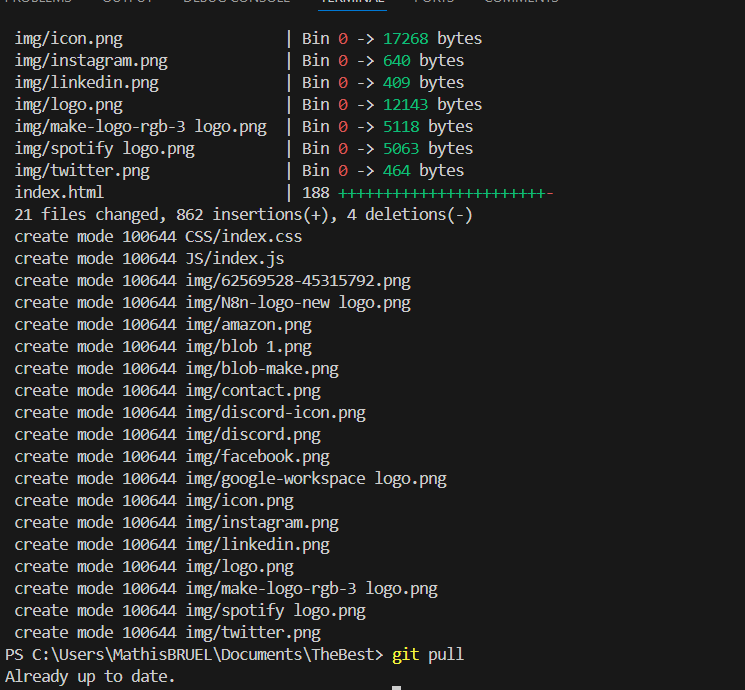 PROBLEMS OUTPUT DEBUG CONSOLE TERMINAL PORTS COMMENTS
img/icon.png | Bin 0 -> 17268 bytes
img/instagram.png | Bin 0 -> 640 bytes
img/linkedin.png | Bin 0 -> 409 bytes
img/logo.png | Bin 0 -> 12143 bytes
img/make-logo-rgb-3 logo.png | Bin 0 -> 5118 bytes
img/spotify logo.png | Bin 0 -> 5063 bytes
img/twitter.png | Bin 0 -> 464 bytes
index.html | 188 +++++++++++++++++++++++-
21 files changed, 862 insertions(+), 4 deletions(-)
create mode 100644 CSS/index.css
create mode 100644 JS/index.js
create mode 100644 img/62569528-45315792.png
create mode 100644 img/N8n-logo-new logo.png
create mode 100644 img/amazon.png
create mode 100644 img/blob 1.png
create mode 100644 img/blob-make.png
create mode 100644 img/contact.png
create mode 100644 img/discord-icon.png
create mode 100644 img/discord.png
create mode 100644 img/facebook.png
create mode 100644 img/google-workspace logo.png
create mode 100644 img/icon.png
create mode 100644 img/instagram.png
create mode 100644 img/linkedin.png
create mode 100644 img/logo.png
create mode 100644 img/make-logo-rgb-3 logo.png
create mode 100644 img/spotify logo.png
create mode 100644 img/twitter.png
PS C:\Users\MathisBRUEL\Documents\TheBest> git pull
Already up to date.